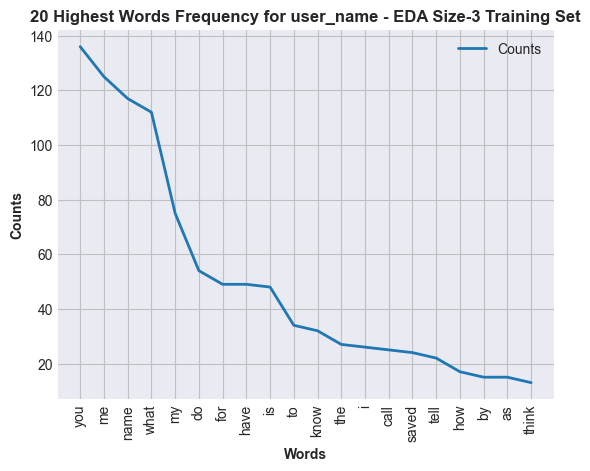 20 Highest Words Frequency for user_name - EDA Size-3 Training Set
Counts
140
120
100
80
60
40
20
Counts
you
me
name
what
my
do
for
have
is
to
know
the
i
call
saved
tell
how
by
as
think
Words